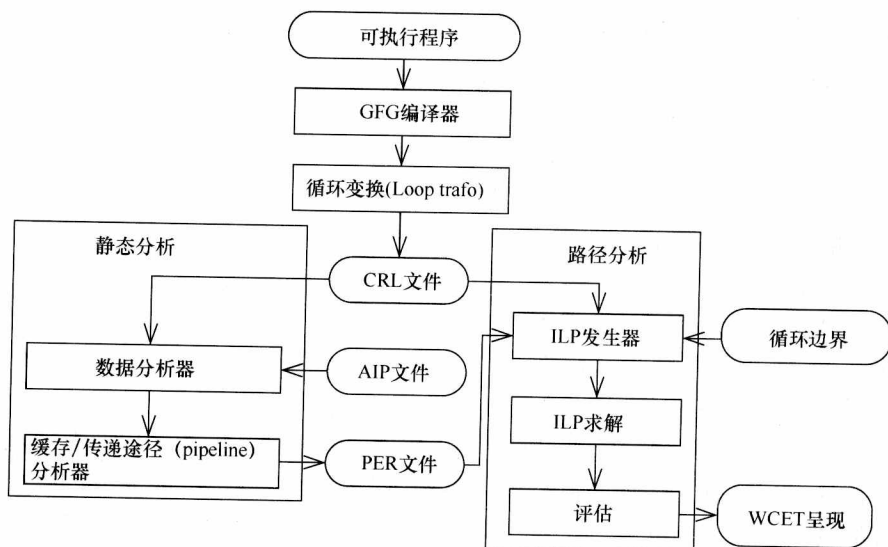 可执行程序
GFG编译器
循环变换(Loop trafo)
静态分析
路径分析
CRL文件
ILP发生器
循环边界
数据分析器
AIP文件
ILP求解
缓存/传递途径（pipeline）
分析器
PER文件
评估
WCET呈现